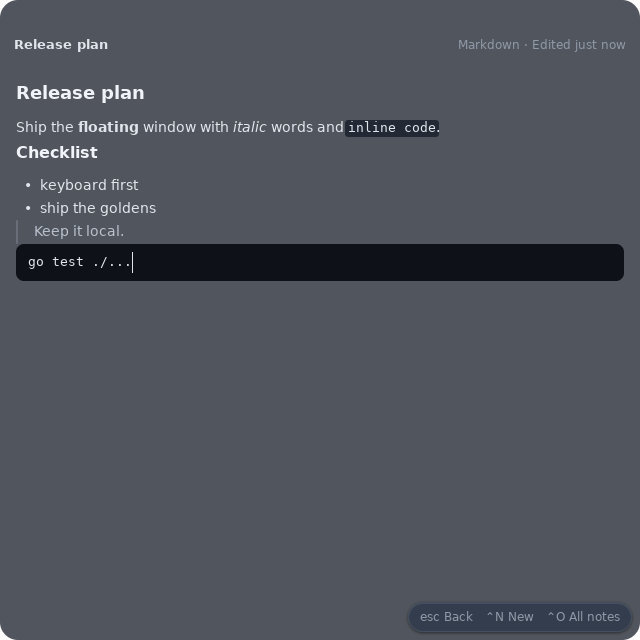 Release plan
Markdown · Edited just now
Release plan
Ship the floating window with italic words and inline code.
Checklist
• keyboard first
• ship the goldens
Keep it local.
go test ./...
esc Back ⌃N New ⌃O All notes